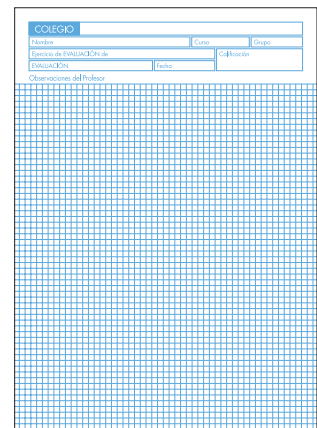 COLEGIO
Nombre Curso Grupo
Ejercicio de EVALUACIÓN de Calificación
EVALUACIÓN Fecha
Observaciones del Profesor